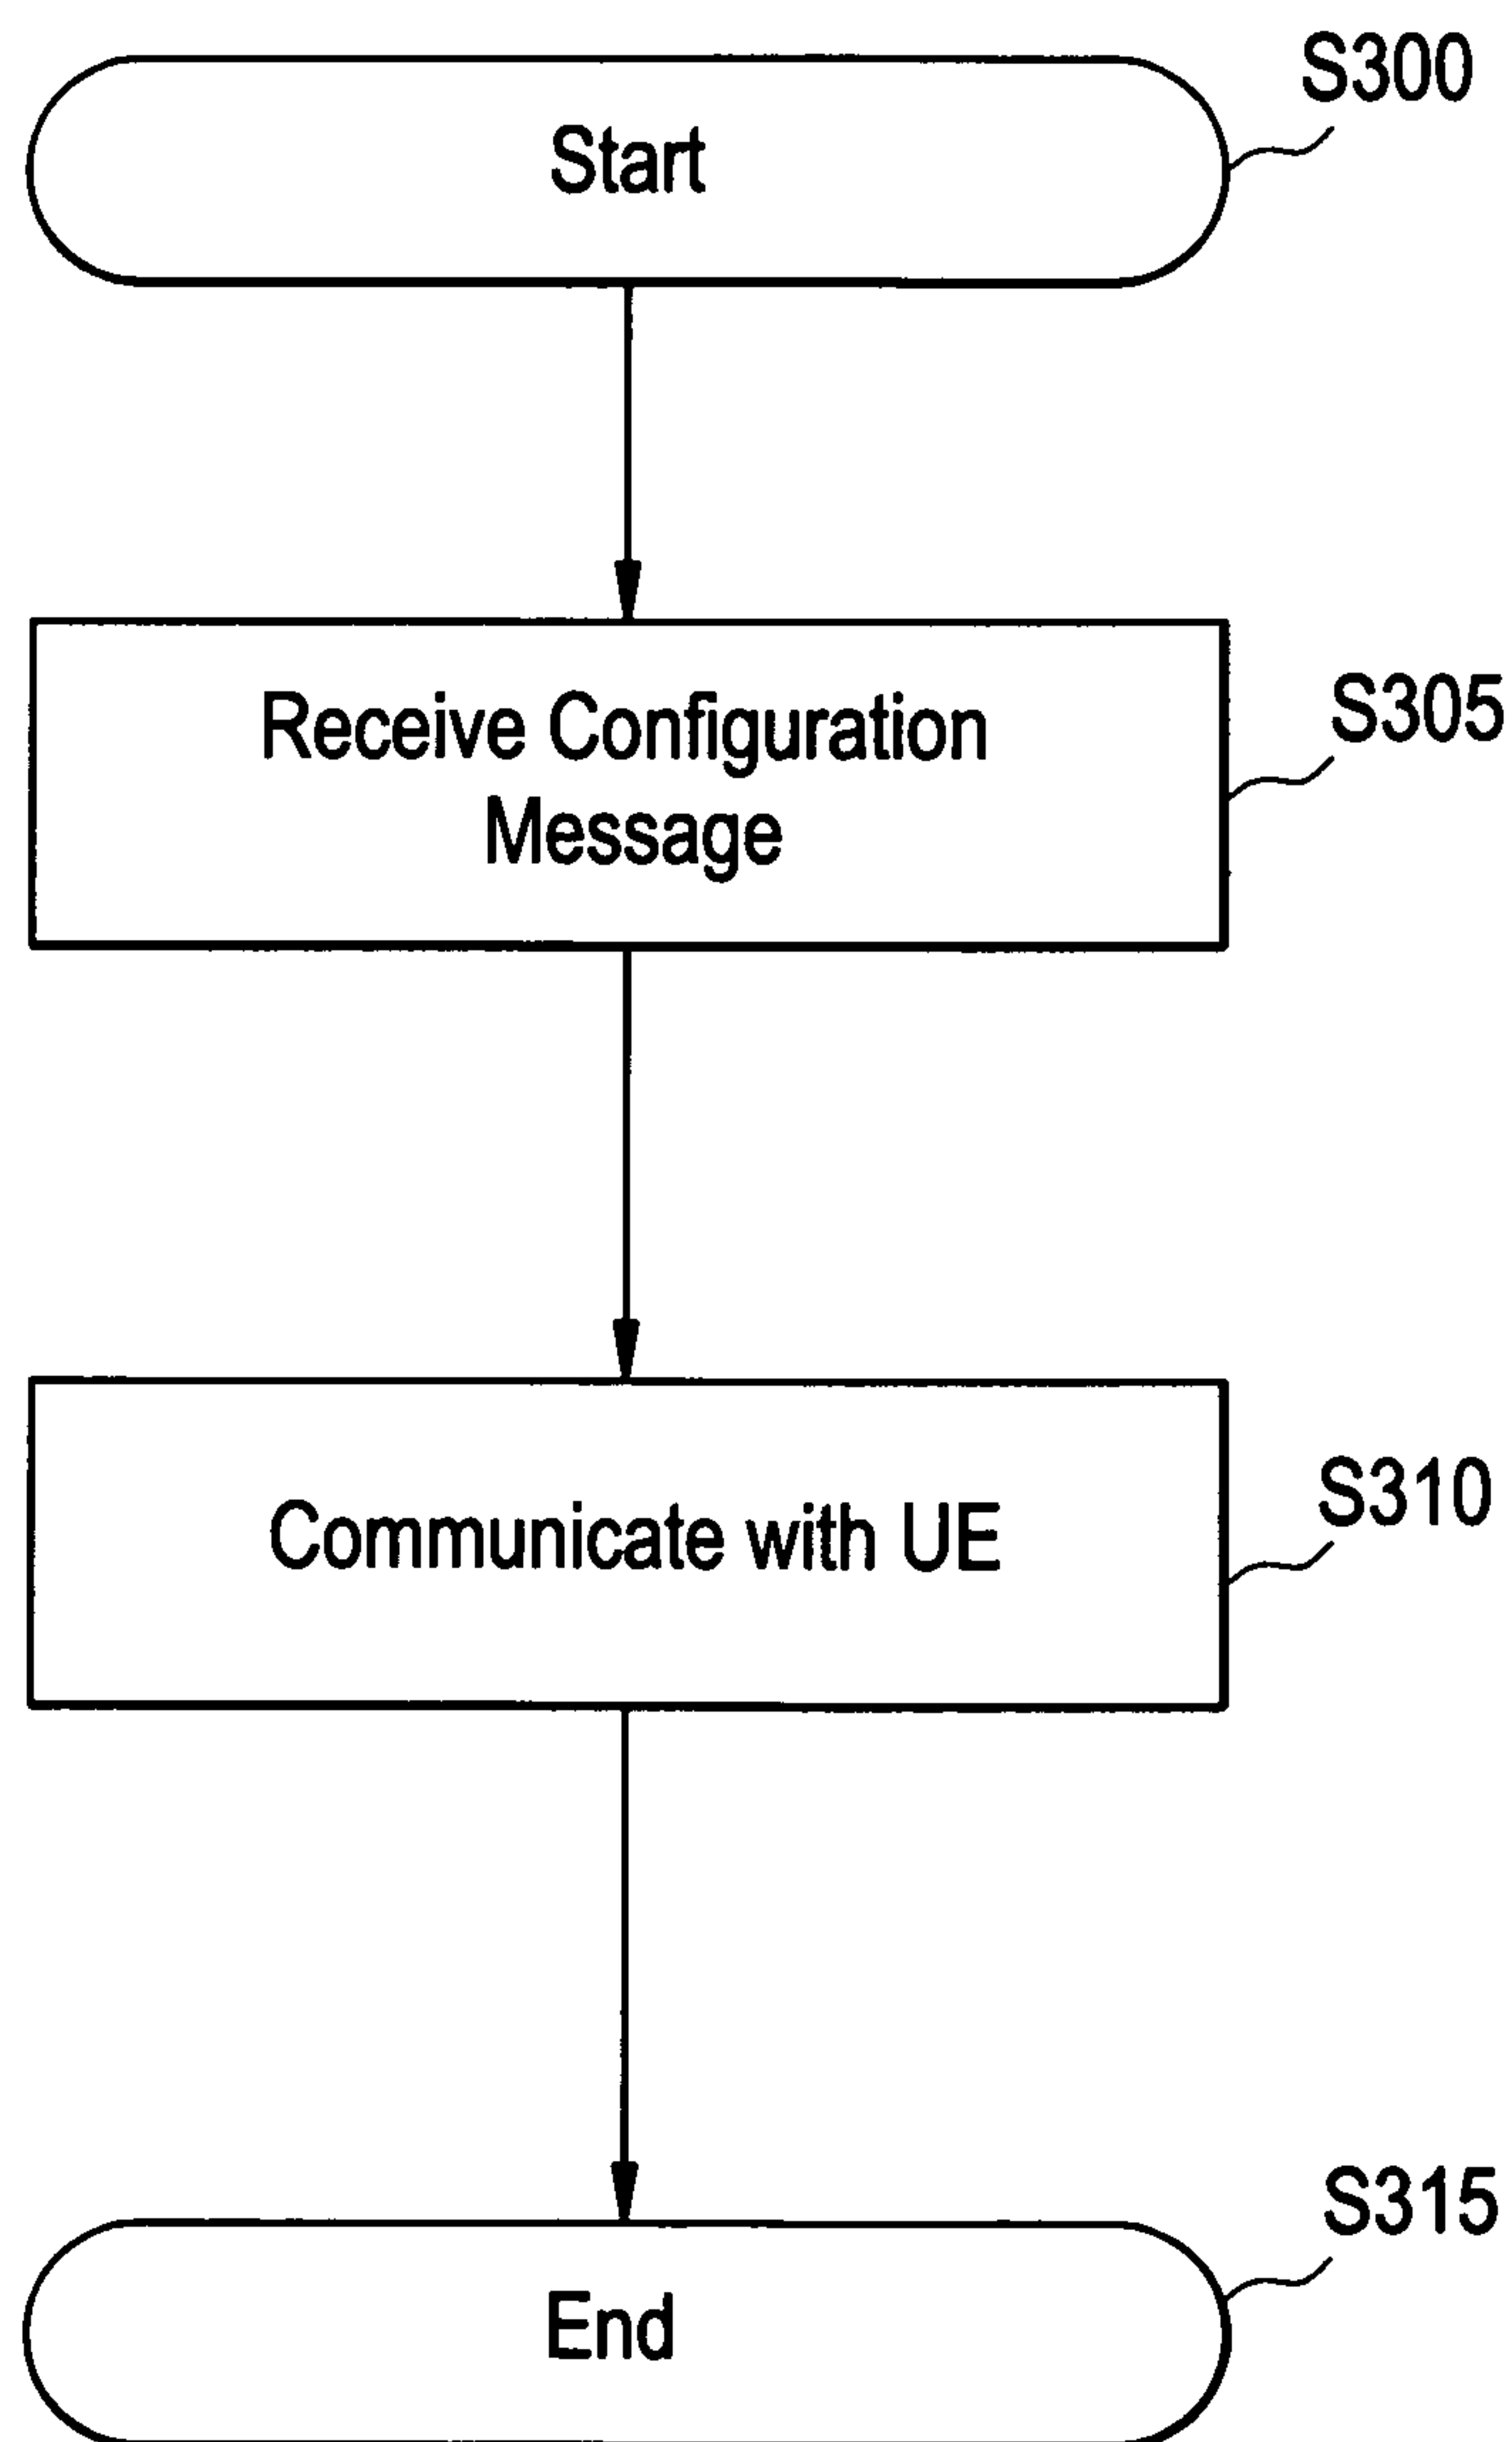 S300
Start
Receive Configuration
Message
S305
Communicate with UE
S310
S315
End